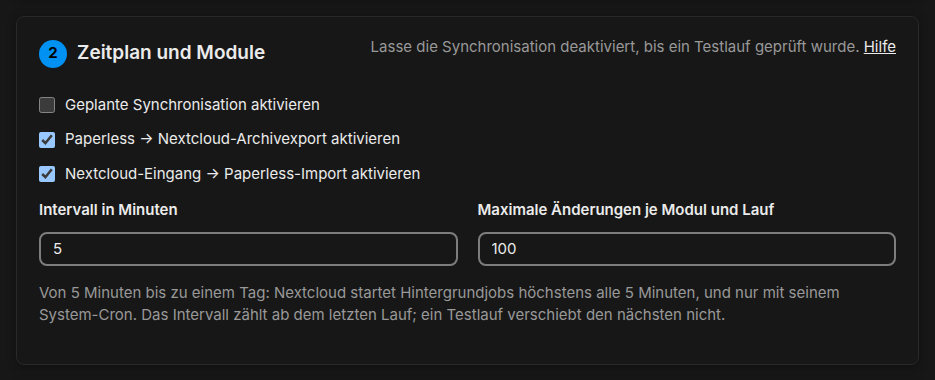 2 Zeitplan und Module
Lasse die Synchronisation deaktiviert, bis ein Testlauf geprüft wurde. Hilfe
Geplante Synchronisation aktivieren
Paperless → Nextcloud-Archivexport aktivieren
Nextcloud-Eingang → Paperless-Import aktivieren
Intervall in Minuten
5
Maximale Änderungen je Modul und Lauf
100
Von 5 Minuten bis zu einem Tag: Nextcloud startet Hintergrundjobs höchstens alle 5 Minuten, und nur mit seinem
System-Cron. Das Intervall zählt ab dem letzten Lauf; ein Testlauf verschiebt den nächsten nicht.